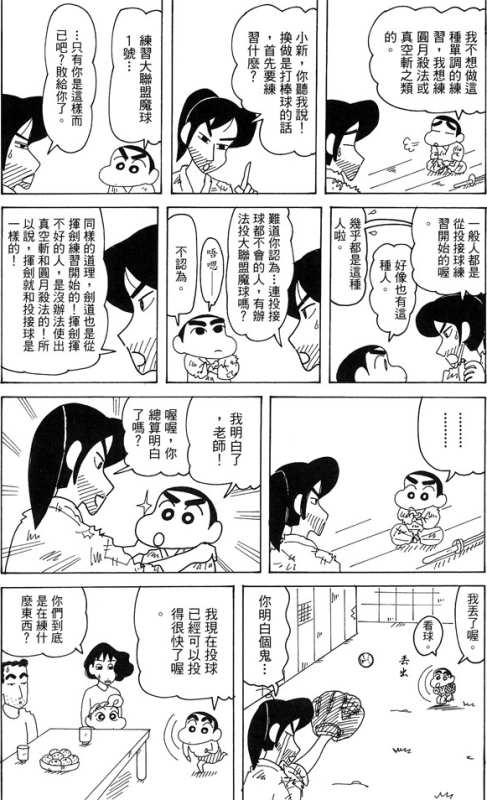 我不想做這
種單調的練
習，我想練
圓月殺法或
真空斬之類
的。
小新，你聽我說！
換做是打棒球的話
，首先要練
習什麼？
練習大聯盟魔球
1號…
…只有你是這樣而
已吧？敗給你了。
一般人都是
從投接球練
習開始的喔
。
好像也有這
種人。
幾乎都是這種
人啦。
難道你認為…連投接
球都不會的人，有辦
法投大聯盟魔球嗎？
唔嗯——
不認為。
同樣的道理，劍道也是從
揮劍練習開始的！揮劍揮
不好的人，是沒辦法使出
真空斬和圓月殺法的！所
以說，揮劍就和投接球是
一樣的！
………
………
我明白了
，老師！
喔喔，你
總算明白
了嗎？
我丟了喔。
看球。
丟出
你明白個鬼…
我現在投球
已經可以投
得很快了喔
。
你們到底
是在練什
麼東西？